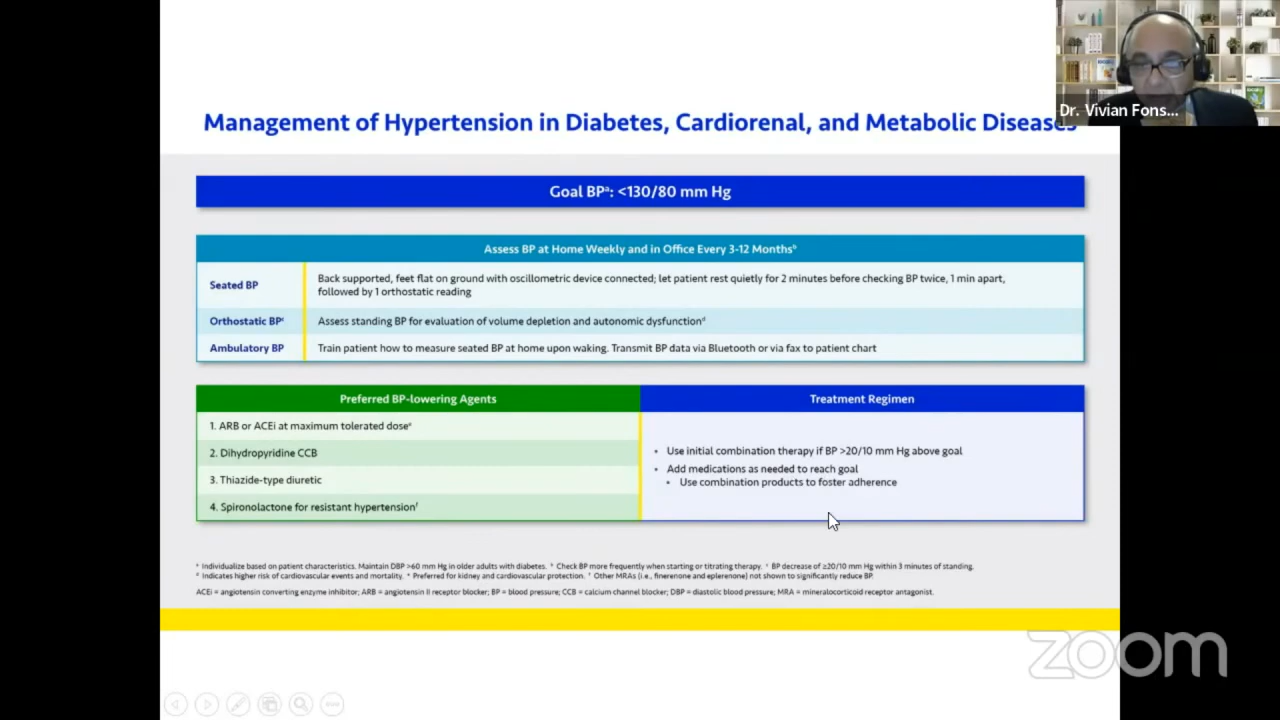 Dr. Vivian Fons...
Management of Hypertension in Diabetes, Cardiorenal, and Metabolic Diseases
Goal BPᵃ: <130/80 mm Hg
Assess BP at Home Weekly and in Office Every 3-12 Monthsᵇ
Seated BP
Back supported, feet flat on ground with oscillometric device connected; let patient rest quietly for 2 minutes before checking BP twice, 1 min apart,
followed by 1 orthostatic reading
Orthostatic BPᶜ
Assess standing BP for evaluation of volume depletion and autonomic dysfunctionᵈ
Ambulatory BP
Train patient how to measure seated BP at home upon waking. Transmit BP data via Bluetooth or via fax to patient chart
Preferred BP-lowering Agents
1. ARB or ACEi at maximum tolerated doseᵉ
2. Dihydropyridine CCB
3. Thiazide-type diuretic
4. Spironolactone for resistant hypertensionᶠ
Treatment Regimen
• Use initial combination therapy if BP >20/10 mm Hg above goal
• Add medications as needed to reach goal
• Use combination products to foster adherence
ᵃ Individualize based on patient characteristics. Maintain DBP >60 mm Hg in older adults with diabetes. ᵇ Check BP more frequently when starting or titrating therapy. ᶜ BP decrease of ≥20/10 mm Hg within 3 minutes of standing.
ᵈ Indicates higher risk of cardiovascular events and mortality. ᵉ Preferred for kidney and cardiovascular protection. ᶠ Other MRAs (i.e., finerenone and eplerenone) not shown to significantly reduce BP.
ACEi = angiotensin converting enzyme inhibitor; ARB = angiotensin II receptor blocker; BP = blood pressure; CCB = calcium channel blocker; DBP = diastolic blood pressure; MRA = mineralocorticoid receptor antagonist.
zoom